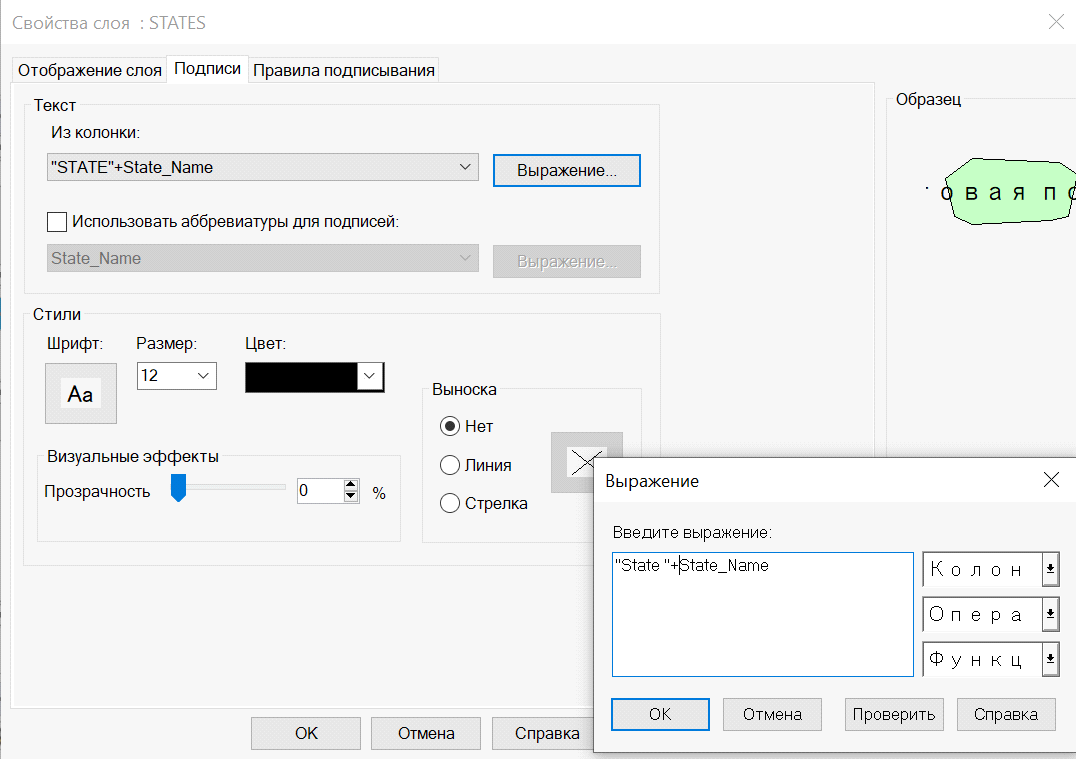 Свойства слоя : STATES
Отображение слоя
Подписи
Правила подписывания
Текст
Из колонки:
"STATE"+State_Name
Выражение...
Использовать аббревиатуры для подписей:
State_Name
Выражение...
Стили
Шрифт:
Размер:
Цвет:
Aa
12
Выноска
Нет
Линия
Стрелка
Визуальные эффекты
Прозрачность
0
%
OK
Отмена
Справка
Образец
овая по
Выражение
Введите выражение:
"State "+State_Name
Колон
Опера
Функц
OK
Отмена
Проверить
Справка